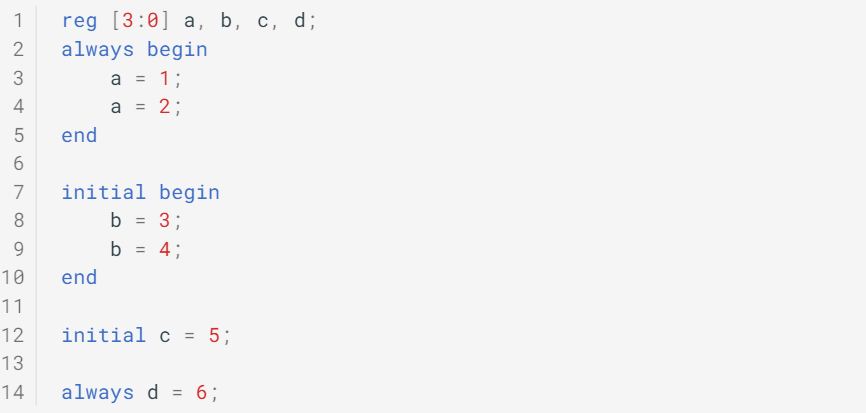 1 reg [3:0] a, b, c, d;
2 always begin
3     a = 1;
4     a = 2;
5 end
6
7 initial begin
8     b = 3;
9     b = 4;
10 end
11
12 initial c = 5;
13
14 always d = 6;